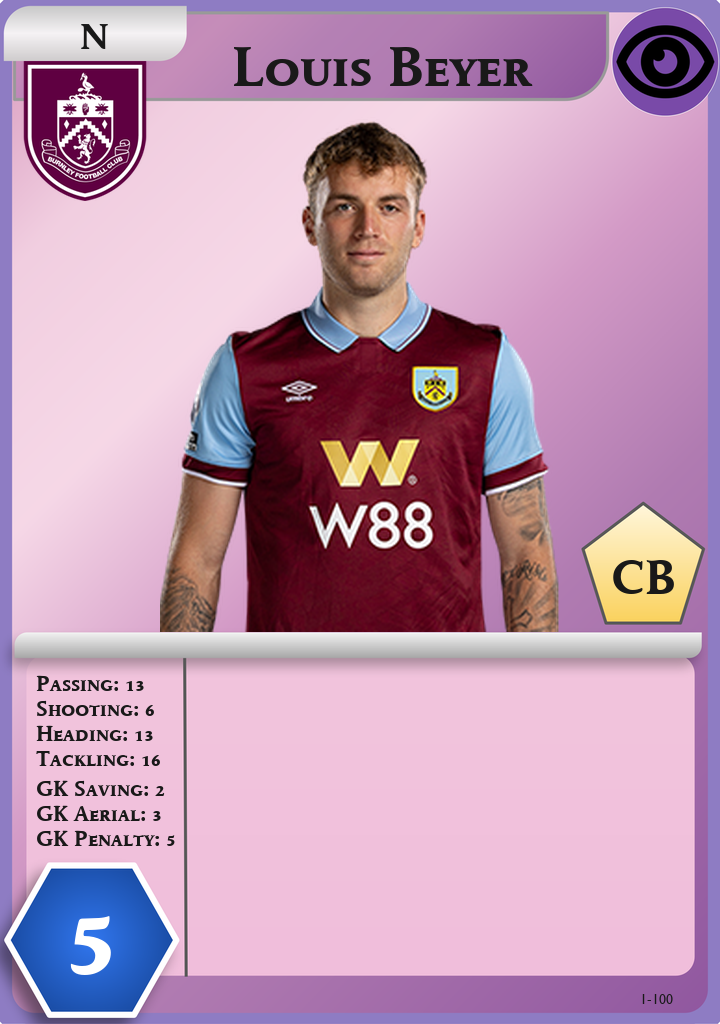 N
Louis Beyer
BURNLEY FOOTBALL CLUB
umbro
W88
CB
Passing: 13
Shooting: 6
Heading: 13
Tackling: 16
GK Saving: 2
GK Aerial: 3
GK Penalty: 5
5
1-100